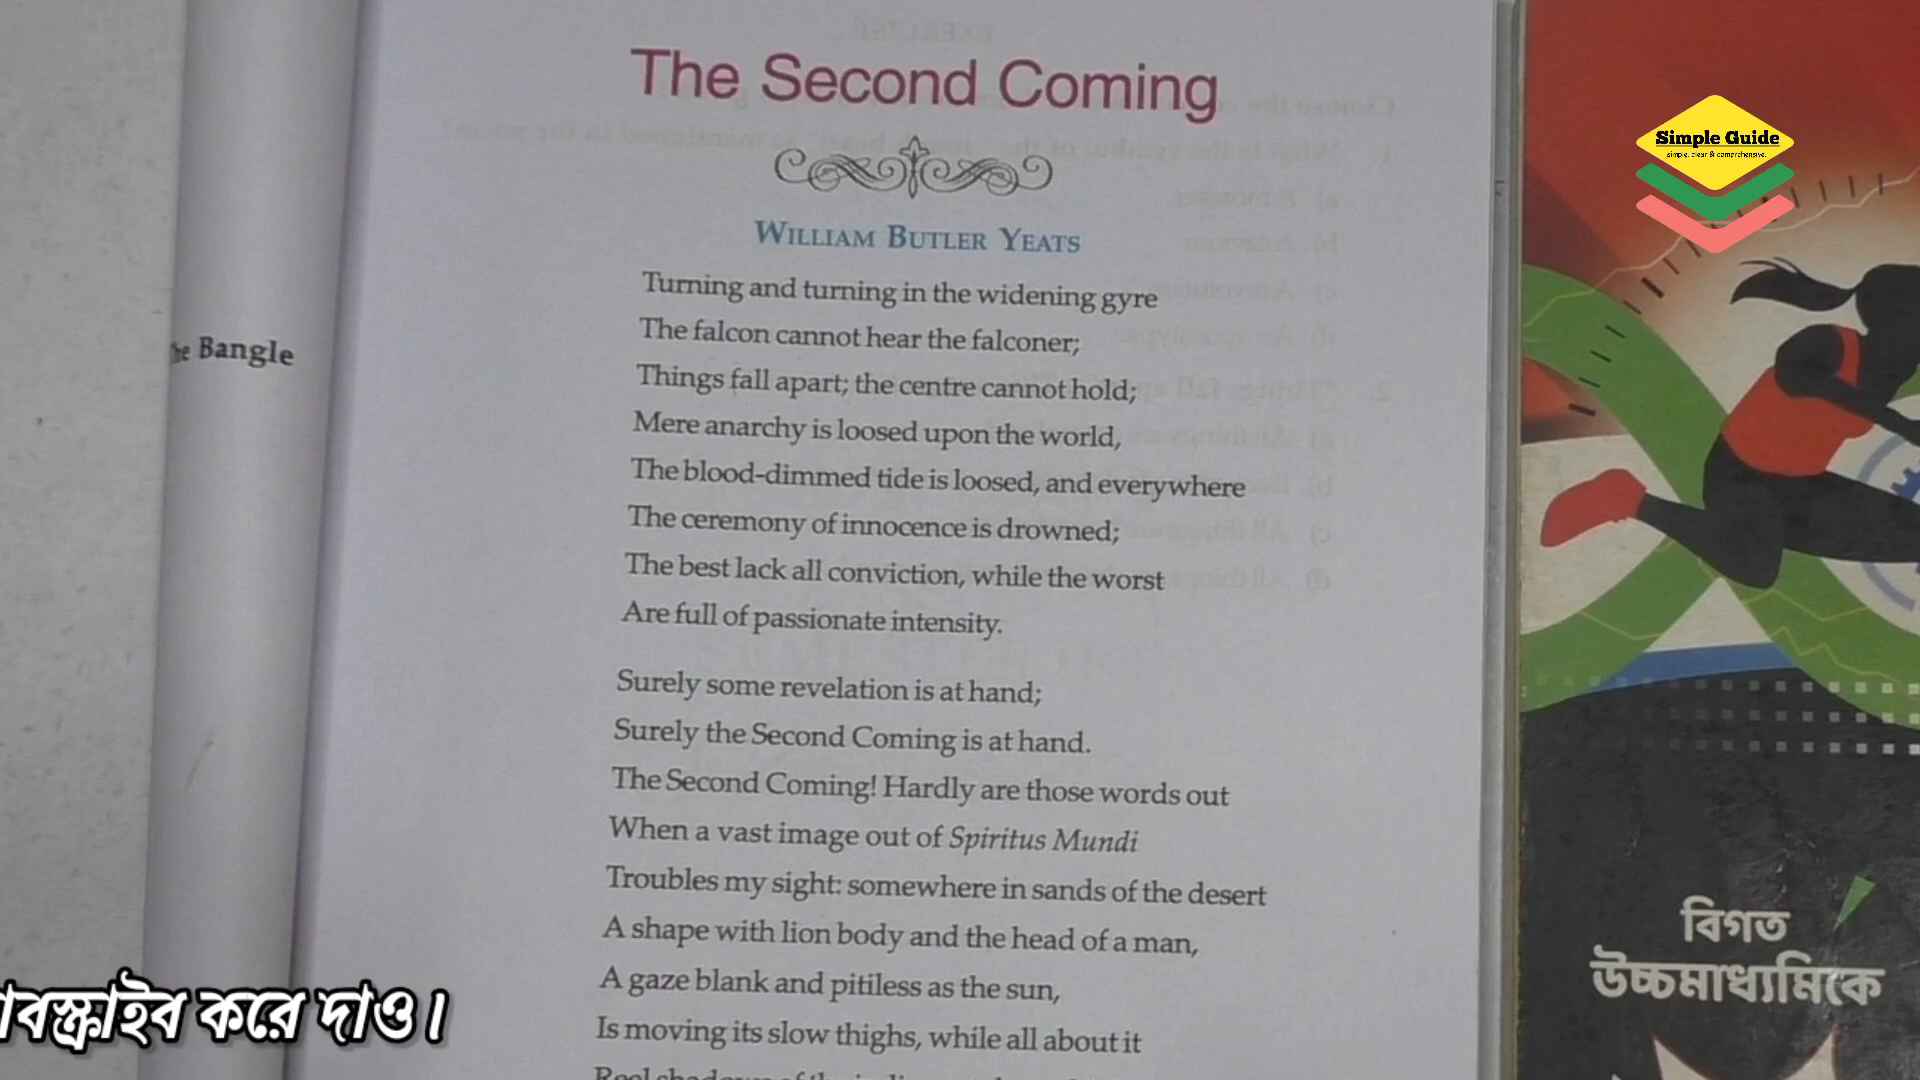 The Second Coming
WILLIAM BUTLER YEATS
Turning and turning in the widening gyre
The falcon cannot hear the falconer;
Things fall apart; the centre cannot hold;
Mere anarchy is loosed upon the world,
The blood-dimmed tide is loosed, and everywhere
The ceremony of innocence is drowned;
The best lack all conviction, while the worst
Are full of passionate intensity.
Surely some revelation is at hand;
Surely the Second Coming is at hand.
The Second Coming! Hardly are those words out
When a vast image out of Spiritus Mundi
Troubles my sight: somewhere in sands of the desert
A shape with lion body and the head of a man,
A gaze blank and pitiless as the sun,
Is moving its slow thighs, while all about it
Bangle
Simple Guide
simple. clear & comprehensive.
বিগত
উচ্চমাধ্যমিকে
করে দাও।